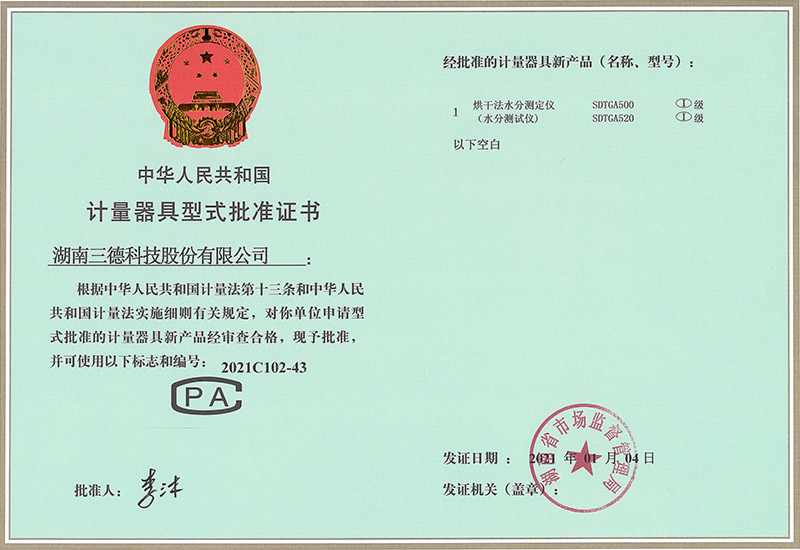 中华人民共和国
计量器具型式批准证书
湖南三德科技股份有限公司：
根据中华人民共和国计量法第十三条和中华人民
共和国计量法实施细则有关规定，对你单位申请型
式批准的计量器具新产品经审查合格，现予批准，
并可使用以下标志和编号：2021C102-43
CPA
批准人：李沐
经批准的计量器具新产品（名称、型号）：
1 烘干法水分测定仪 SDTGA500 Ⅰ级
（水分测试仪） SDTGA520 Ⅰ级
以下空白
湖南省市场监督管理局
发证日期：2021 年 01 月 04日
发证机关（盖章）：